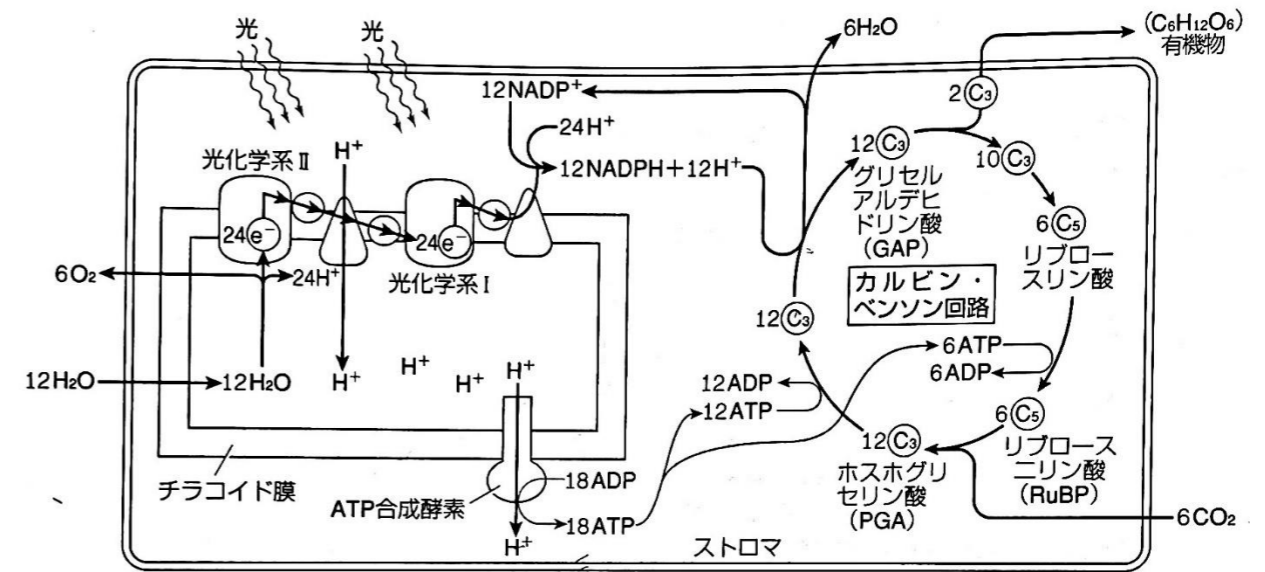 光
光
6H₂O
(C₆H₁₂O₆)
有機物
12NADP⁺
2C₃
24H⁺
光化学系Ⅱ
H⁺
12NADPH+12H⁺
12C₃
10C₃
グリセル
アルデヒ
ドリン酸
(GAP)
6C₅
リブロー
スリン酸
24e⁻
24e⁻
6O₂
24H⁺
光化学系Ⅰ
カルビン・
ベンソン回路
12C₃
12H₂O
12H₂O
H⁺
H⁺
H⁺
H⁺
6ATP
6ADP
12ADP
12ATP
6C₅
リブロース
二リン酸
(RuBP)
12C₃
ホスホグリ
セリン酸
(PGA)
チラコイド膜
ATP合成酵素
18ADP
18ATP
6CO₂
H⁺
ストロマ